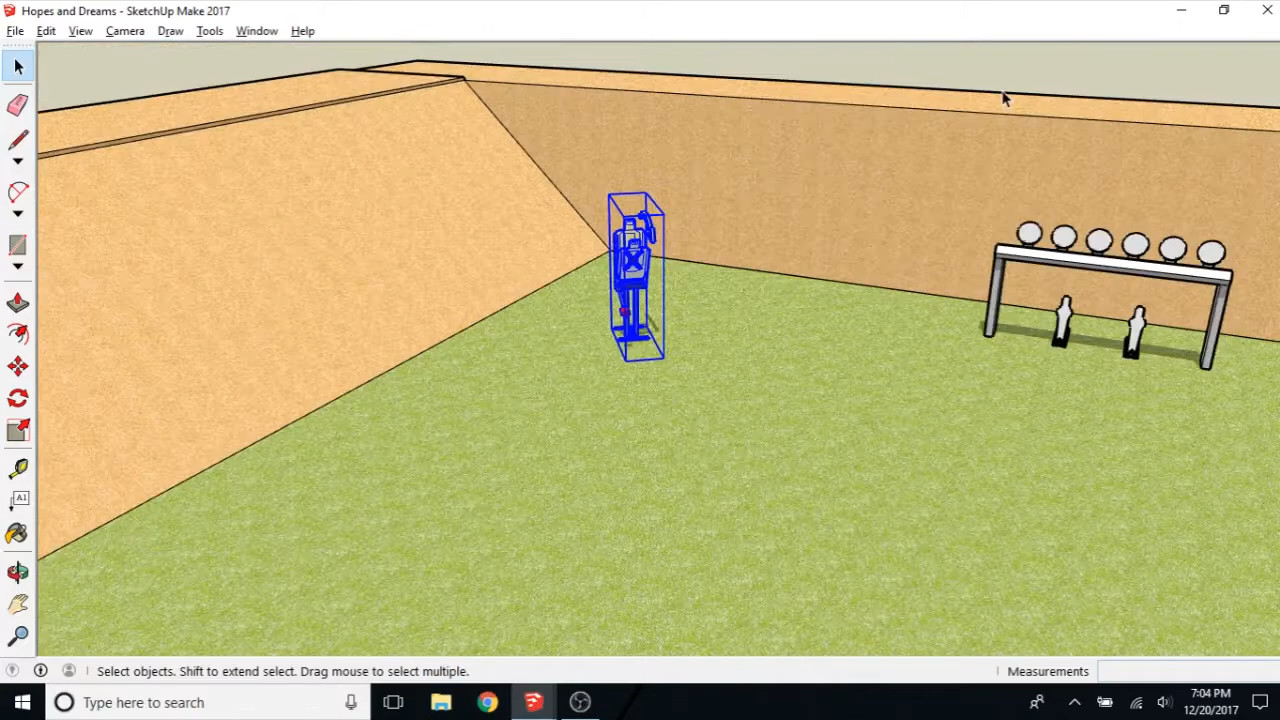 Hopes and Dreams - SketchUp Make 2017
File Edit View Camera Draw Tools Window Help
A1
Select objects. Shift to extend select. Drag mouse to select multiple.
Measurements
Type here to search
7:04 PM
12/20/2017